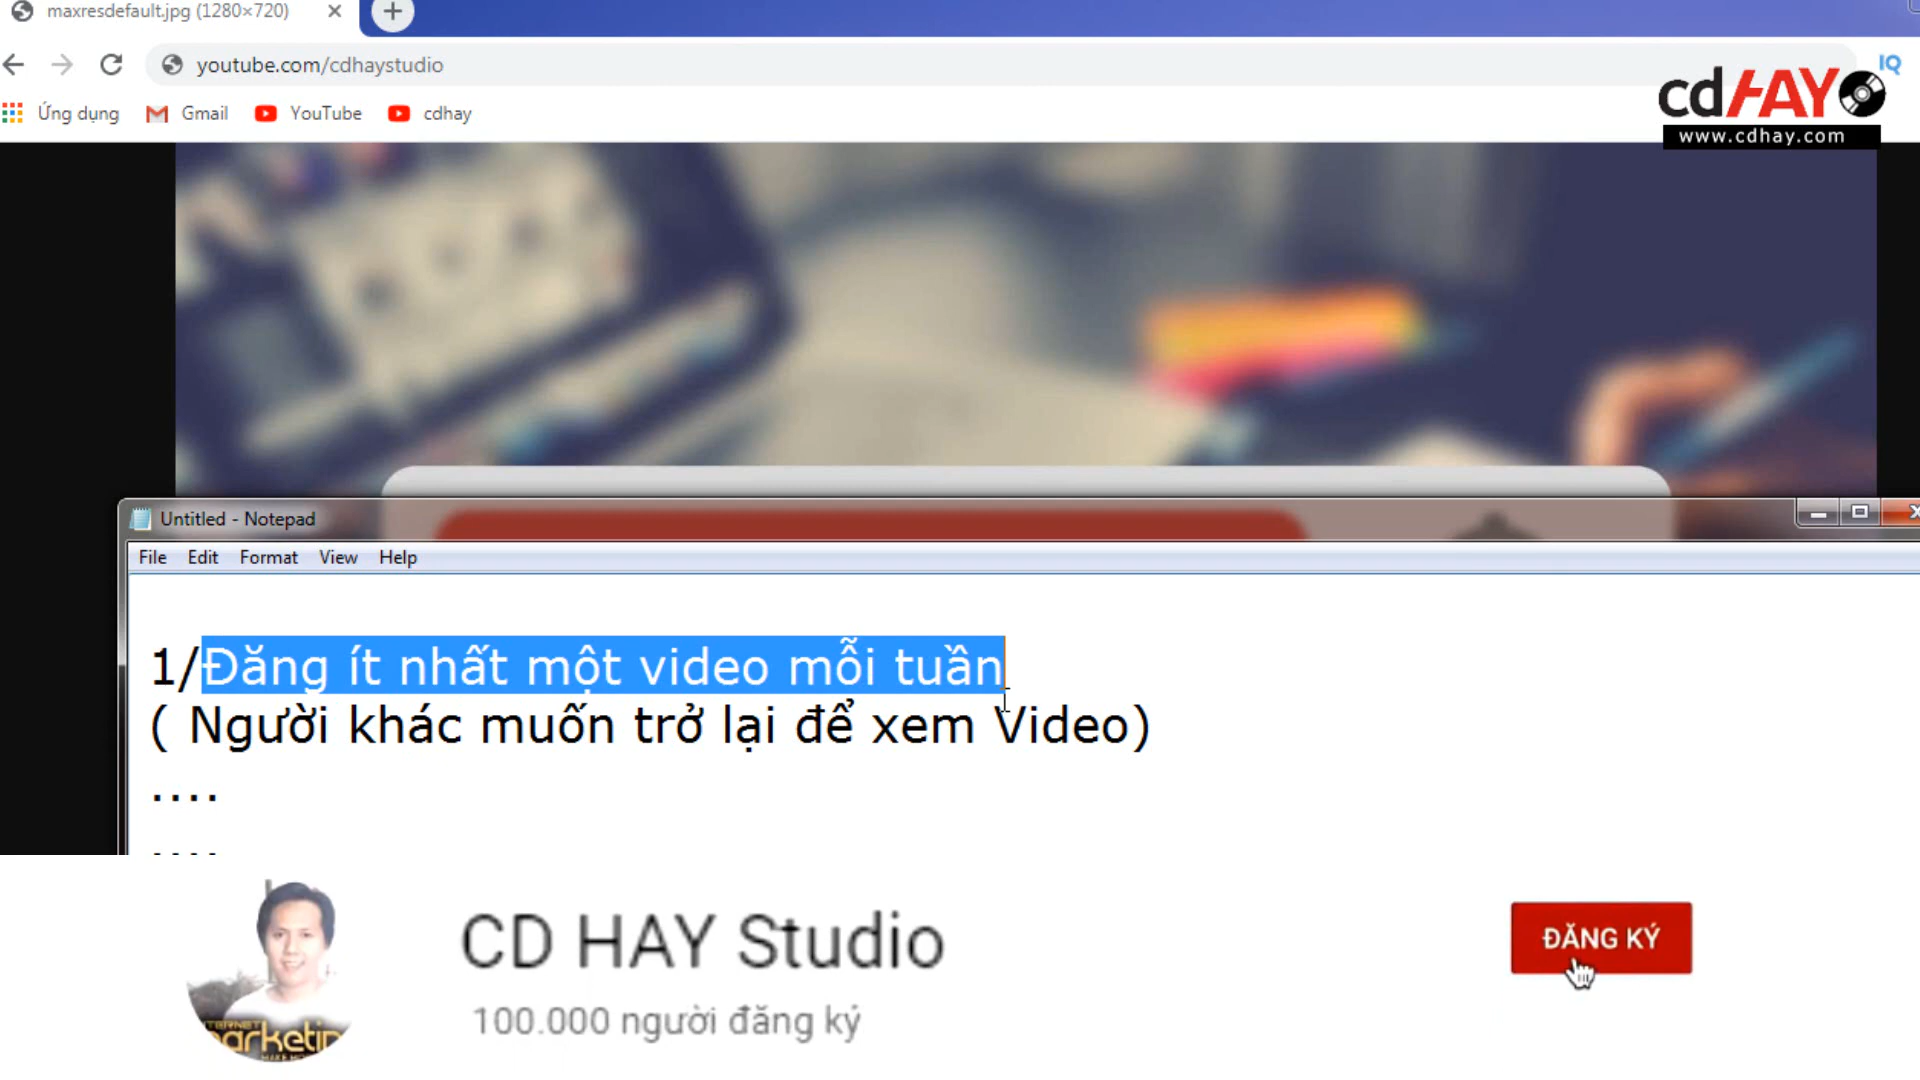 maxresdefault.jpg (1280×720)
youtube.com/cdhaystudio
IQ
Ứng dụng Gmail YouTube cdhay
cdHAY
www.cdhay.com
Untitled - Notepad
File Edit Format View Help
1/Đăng ít nhất một video mỗi tuần
( Người khác muốn trở lại để xem Video)
....
....
CD HAY Studio
ĐĂNG KÝ
100.000 người đăng ký